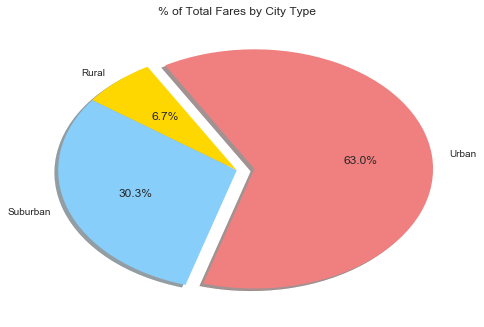 % of Total Fares by City Type
Rural
6.7%
Urban
63.0%
30.3%
Suburban